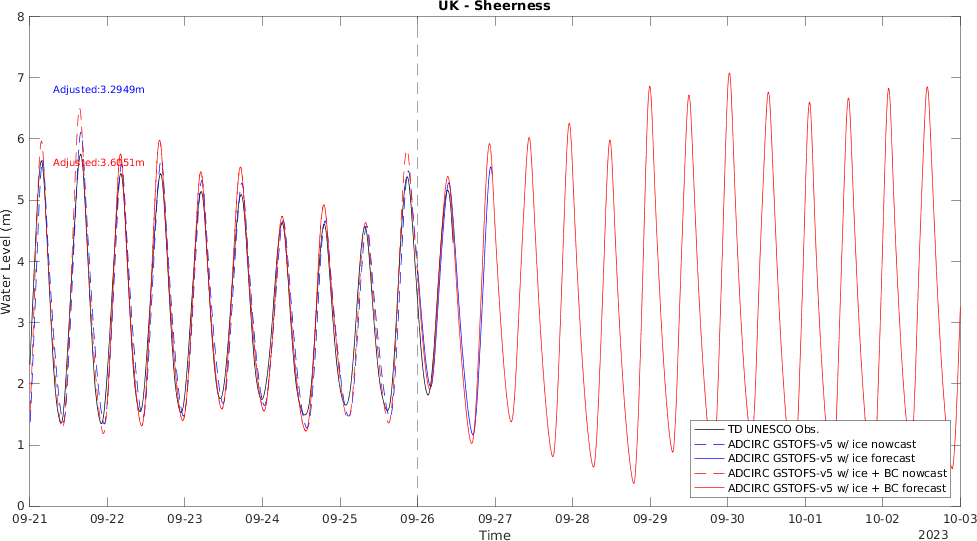 UK - Sheerness
8
7
6
5
4
3
2
1
0
Water Level (m)
Adjusted:3.2949m
Adjusted:3.6051m
TD UNESCO Obs.
ADCIRC GSTOFS-v5 w/ ice nowcast
ADCIRC GSTOFS-v5 w/ ice forecast
ADCIRC GSTOFS-v5 w/ ice + BC nowcast
ADCIRC GSTOFS-v5 w/ ice + BC forecast
09-21 09-22 09-23 09-24 09-25 09-26 09-27 09-28 09-29 09-30 10-01 10-02 10-03
Time
2023